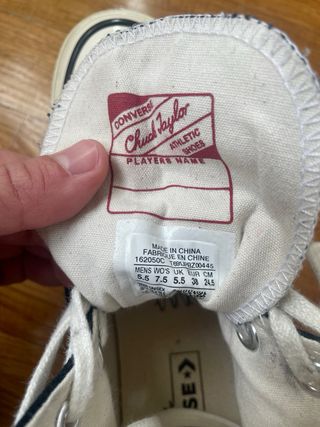 CONVERSE
Chuck Taylor
ATHLETIC
SHOES
PLAYERS NAME
MADE IN CHINA
FABRIQUE EN CHINE
162050C
MENS WO'S UK EUR CM
5.5 7.5 5.5 38 24.5